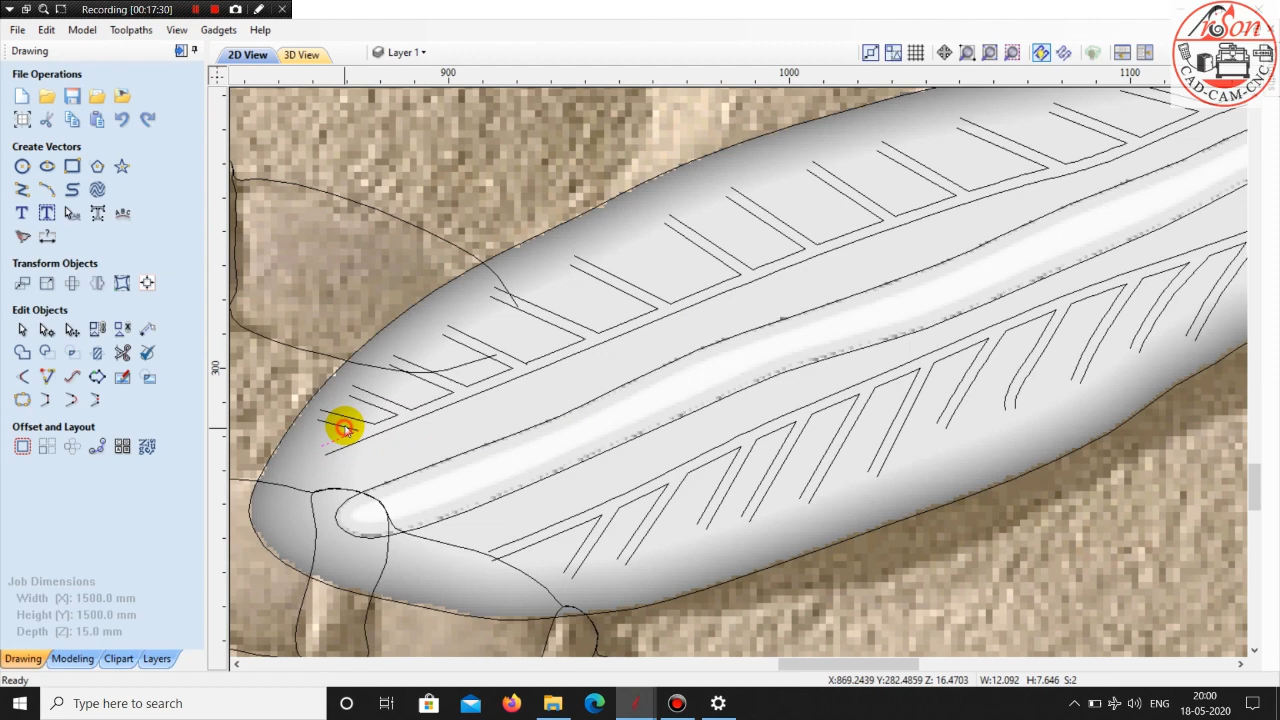 Recording [00:17:30]
File Edit Model Toolpaths View Gadgets Help
Drawing
2D View 3D View Layer 1
rSon
CAD-CAM-CNC
File Operations
900 1000 1100
Create Vectors
Transform Objects
Edit Objects
300
Offset and Layout
Job Dimensions
Width (X): 1500.0 mm
Height (Y): 1500.0 mm
Depth (Z): 15.0 mm
Drawing Modeling Clipart Layers
Ready
X:869.2439 Y:282.4859 Z: 16.4703 W:12.092 H:7.646 S:2
Type here to search
ENG
20:00
18-05-2020